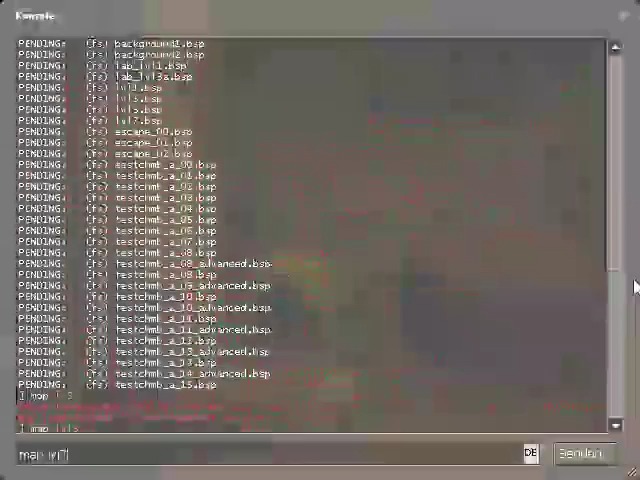 Konsole
PENDING: (fs) background1.bsp
PENDING: (fs) background2.bsp
PENDING: (fs) lab_lvl1.bsp
PENDING: (fs) lab_lvl3a.bsp
PENDING: (fs) lvl1.bsp
PENDING: (fs) lvl3.bsp
PENDING: (fs) lvl5.bsp
PENDING: (fs) lvl7.bsp
PENDING: (fs) escape_00.bsp
PENDING: (fs) escape_01.bsp
PENDING: (fs) escape_02.bsp
PENDING: (fs) testchmb_a_00.bsp
PENDING: (fs) testchmb_a_01.bsp
PENDING: (fs) testchmb_a_02.bsp
PENDING: (fs) testchmb_a_03.bsp
PENDING: (fs) testchmb_a_04.bsp
PENDING: (fs) testchmb_a_05.bsp
PENDING: (fs) testchmb_a_06.bsp
PENDING: (fs) testchmb_a_07.bsp
PENDING: (fs) testchmb_a_08.bsp
PENDING: (fs) testchmb_a_08_advanced.bsp
PENDING: (fs) testchmb_a_09.bsp
PENDING: (fs) testchmb_a_09_advanced.bsp
PENDING: (fs) testchmb_a_10.bsp
PENDING: (fs) testchmb_a_10_advanced.bsp
PENDING: (fs) testchmb_a_11.bsp
PENDING: (fs) testchmb_a_11_advanced.bsp
PENDING: (fs) testchmb_a_13.bsp
PENDING: (fs) testchmb_a_13_advanced.bsp
PENDING: (fs) testchmb_a_14.bsp
PENDING: (fs) testchmb_a_14_advanced.bsp
PENDING: (fs) testchmb_a_15.bsp
] map
] map lvl5
map lvl7
DE
Senden